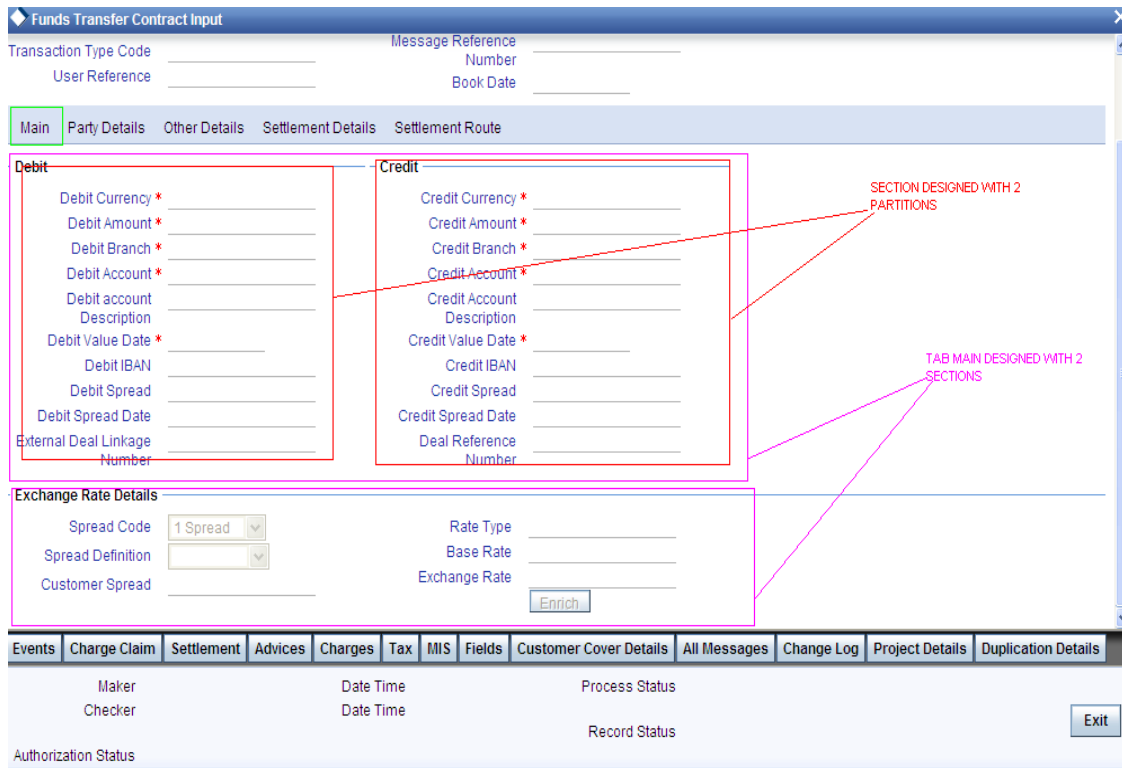 Funds Transfer Contract Input
Transaction Type Code
User Reference
Message Reference
Number
Book Date
Main Party Details Other Details Settlement Details Settlement Route
Debit
Debit Currency *
Debit Amount *
Debit Branch *
Debit Account *
Debit account
Description
Debit Value Date *
Debit IBAN
Debit Spread
Debit Spread Date
External Deal Linkage
Number
Credit
Credit Currency *
Credit Amount *
Credit Branch *
Credit Account *
Credit Account
Description
Credit Value Date *
Credit IBAN
Credit Spread
Credit Spread Date
Deal Reference
Number
SECTION DESIGNED WITH 2
PARTITIONS
TAB MAIN DESIGNED WITH 2
SECTIONS
Exchange Rate Details
Spread Code 1 Spread
Spread Definition
Customer Spread
Rate Type
Base Rate
Exchange Rate
Enrich
Events Charge Claim Settlement Advices Charges Tax MIS Fields Customer Cover Details All Messages Change Log Project Details Duplication Details
Maker Date Time Process Status
Checker Date Time
Record Status
Exit
Authorization Status